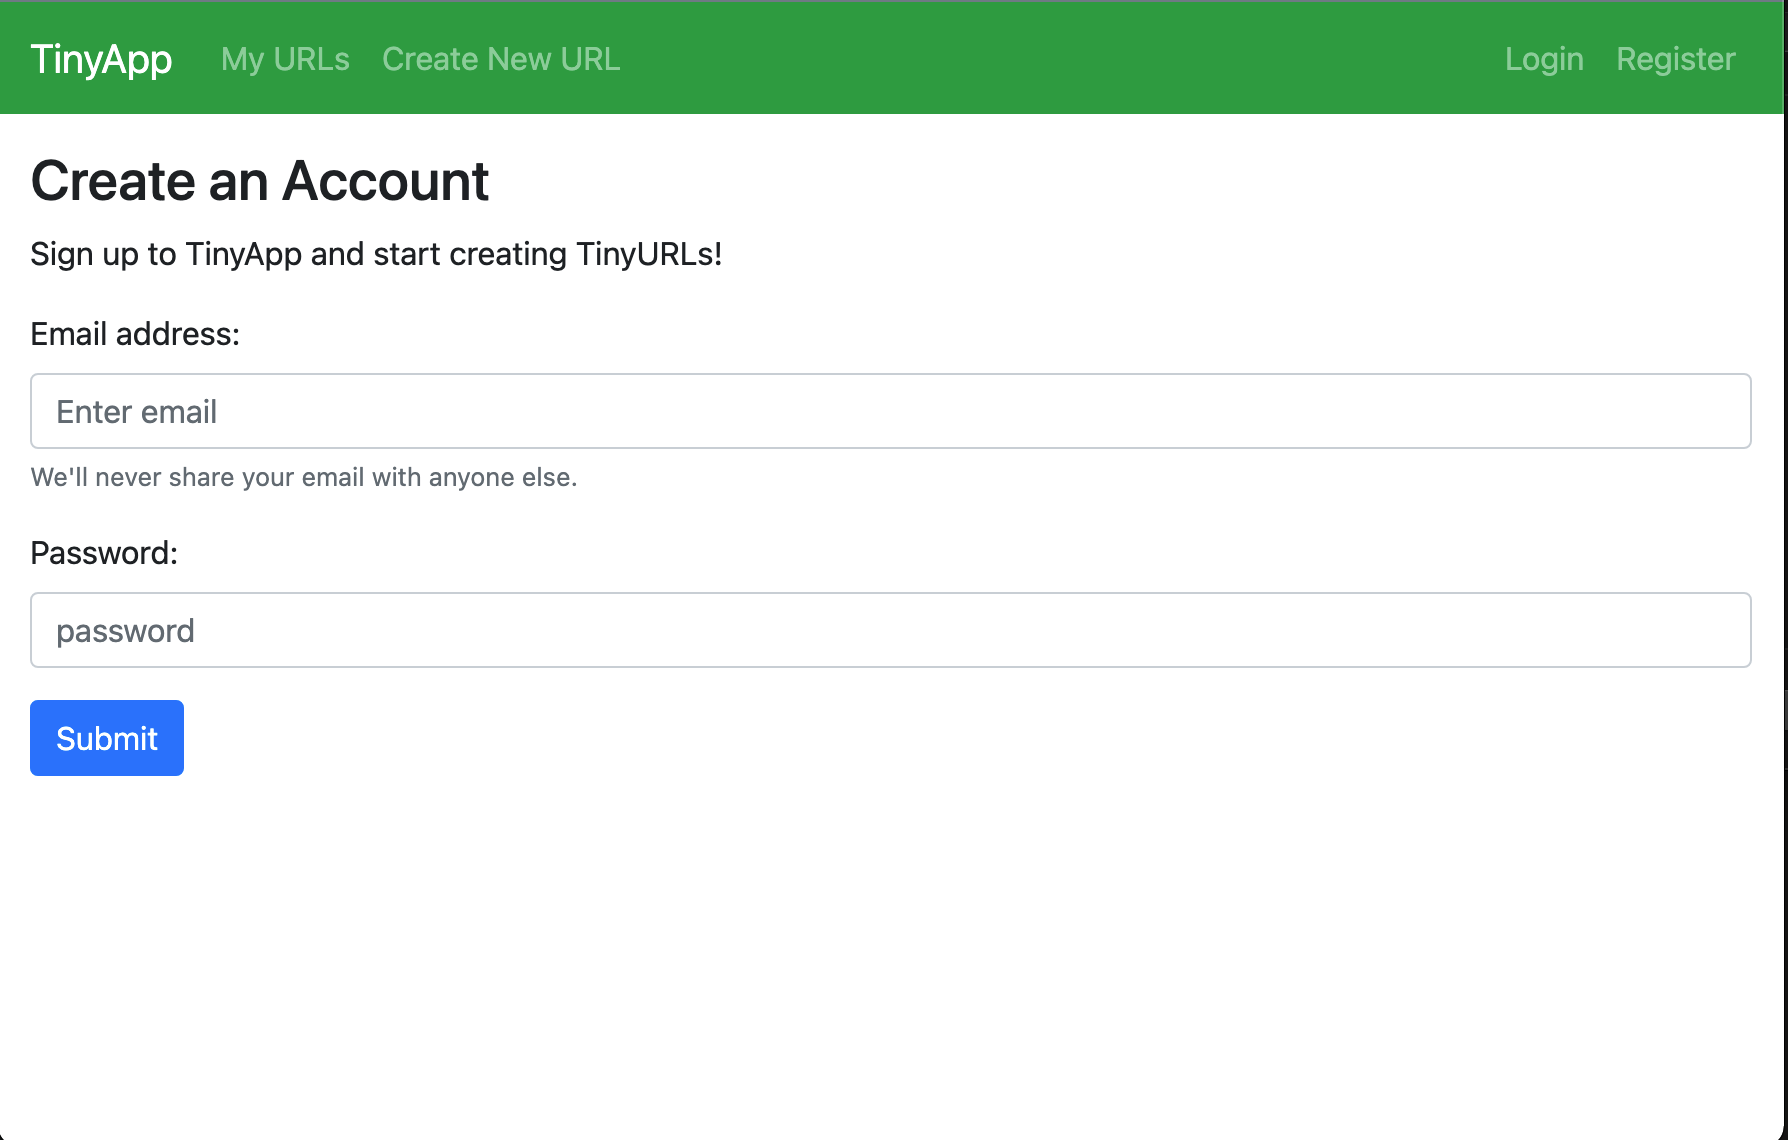 TinyApp My URLs Create New URL Login Register
Create an Account
Sign up to TinyApp and start creating TinyURLs!
Email address:
Enter email
We'll never share your email with anyone else.
Password:
password
Submit